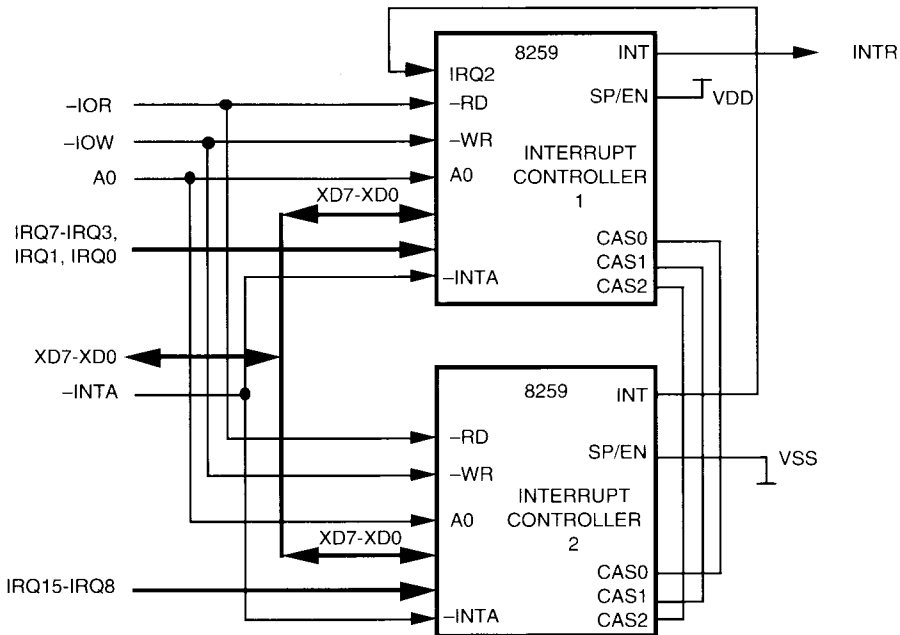 8259
INT
INTR
IRQ2
SP/EN
VDD
–IOR
–RD
–IOW
–WR
INTERRUPT
CONTROLLER
1
A0
A0
XD7-XD0
IRQ7-IRQ3,
IRQ1, IRQ0
CAS0
CAS1
CAS2
–INTA
XD7-XD0
–INTA
8259
INT
–RD
SP/EN
VSS
–WR
INTERRUPT
CONTROLLER
2
A0
XD7-XD0
IRQ15-IRQ8
CAS0
CAS1
CAS2
–INTA